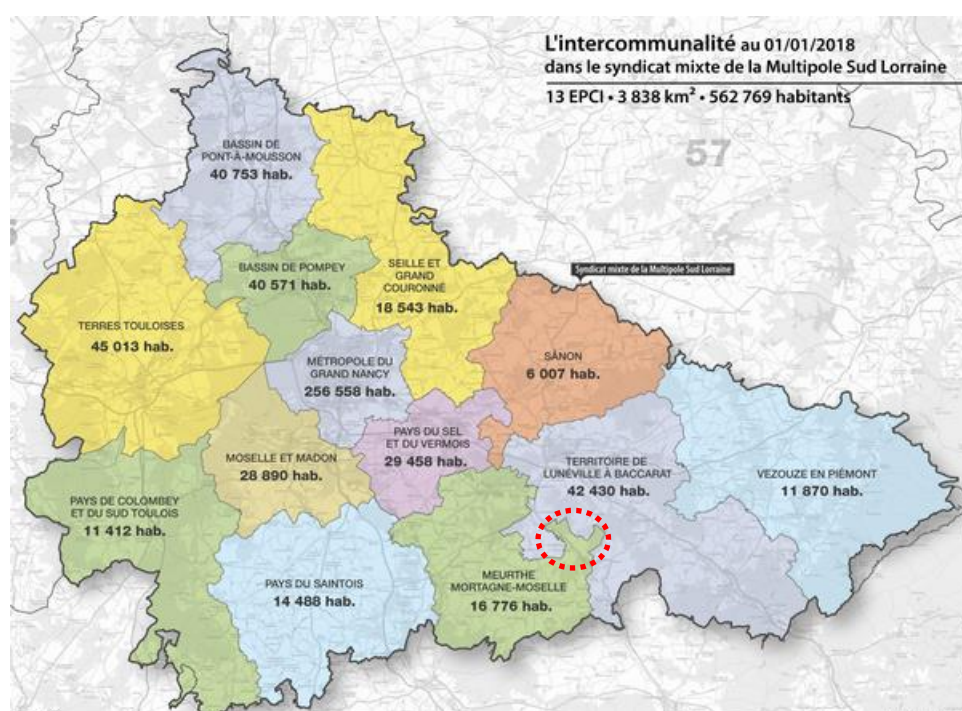 L'intercommunalité au 01/01/2018
dans le syndicat mixte de la Multipole Sud Lorraine
13 EPCI • 3 838 km² • 562 769 habitants
57
BASSIN DE
PONT-À-MOUSSON
40 753 hab.
BASSIN DE POMPEY
40 571 hab.
SEILLE ET
GRAND
COURONNÉ
18 543 hab.
Syndicat mixte de la Multipole Sud Lorraine
TERRES TOULOISES
45 013 hab.
MÉTROPOLE DU
GRAND NANCY
256 558 hab.
SÂNON
6 007 hab.
MOSELLE ET MADON
28 890 hab.
PAYS DU SEL
ET DU VERMOIS
29 458 hab.
TERRITOIRE DE
LUNÉVILLE À BACCARAT
42 430 hab.
VEZOUZE EN PIÉMONT
11 870 hab.
PAYS DE COLOMBEY
ET DU SUD TOULOIS
11 412 hab.
PAYS DU SAINTOIS
14 488 hab.
MEURTHE
MORTAGNE-MOSELLE
16 776 hab.